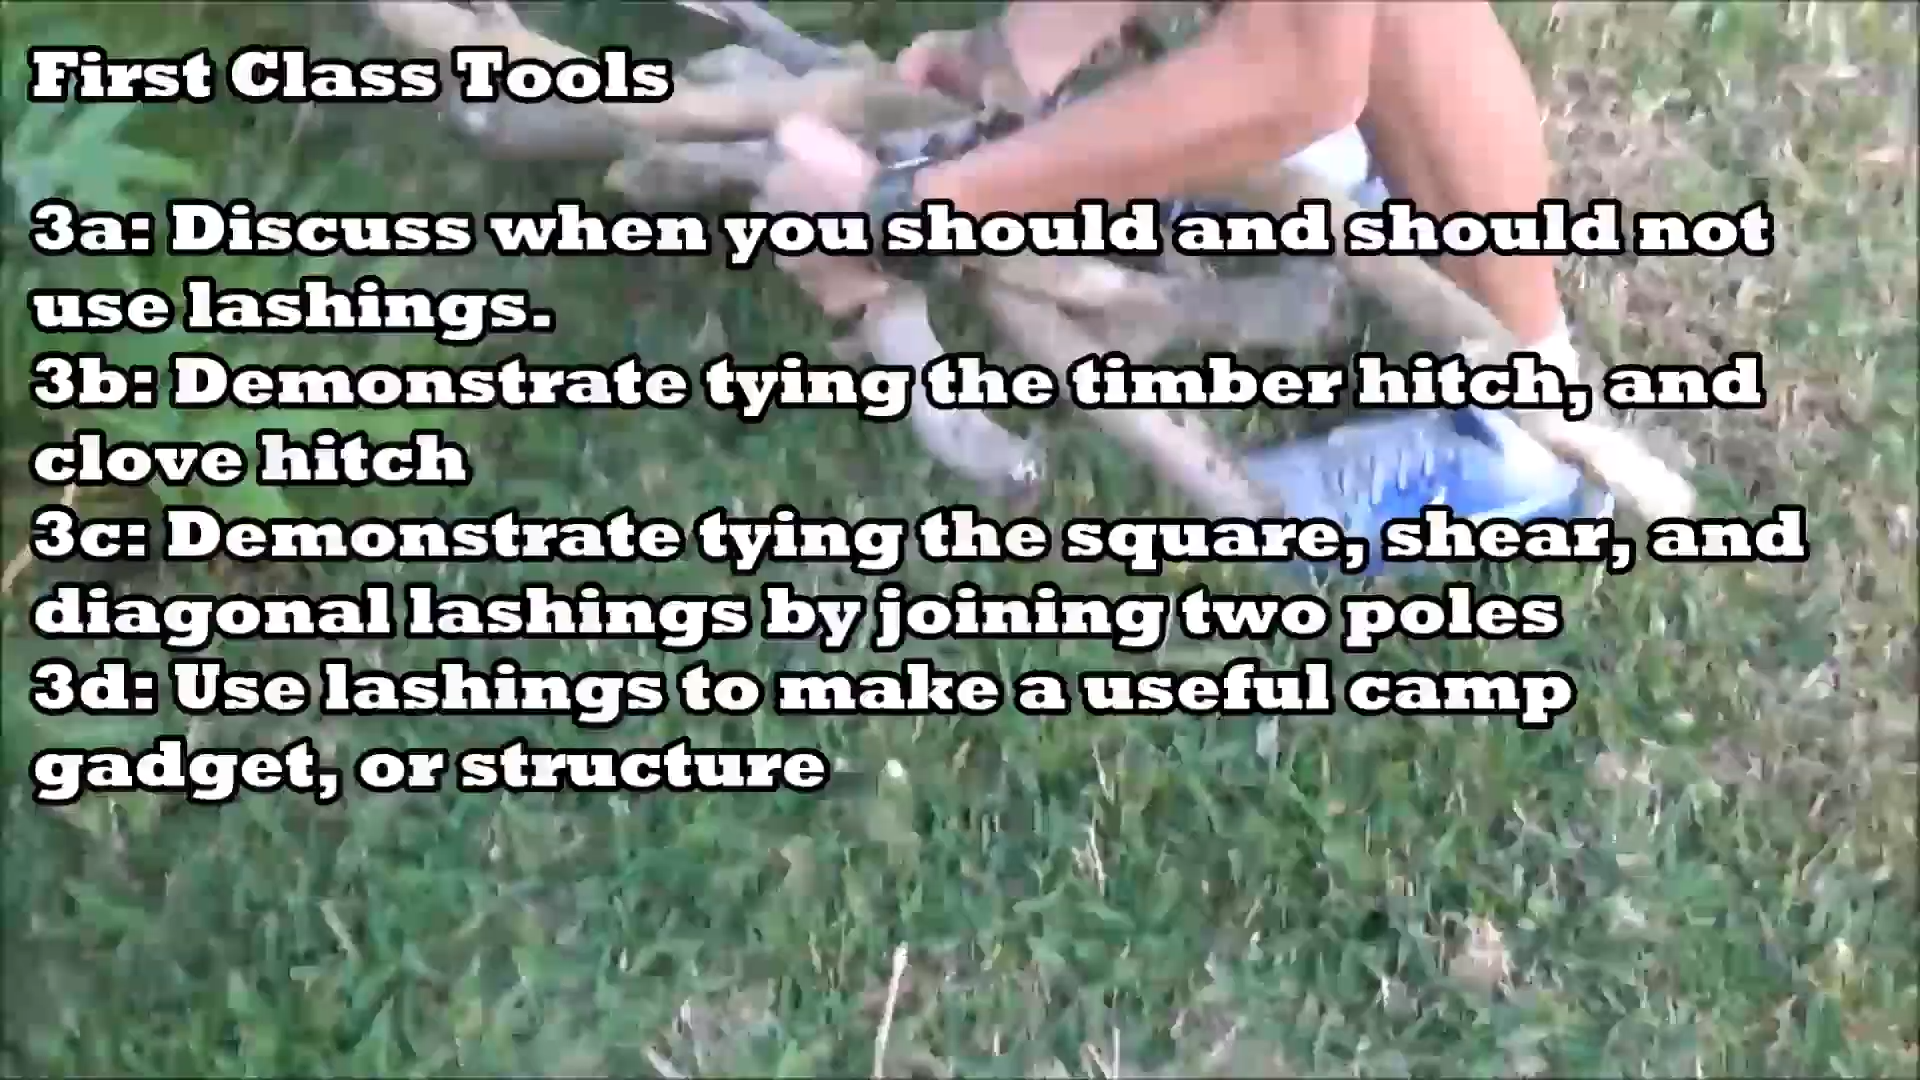 First Class Tools
3a: Discuss when you should and should not
use lashings.
3b: Demonstrate tying the timber hitch, and
clove hitch
3c: Demonstrate tying the square, shear, and
diagonal lashings by joining two poles
3d: Use lashings to make a useful camp
gadget, or structure